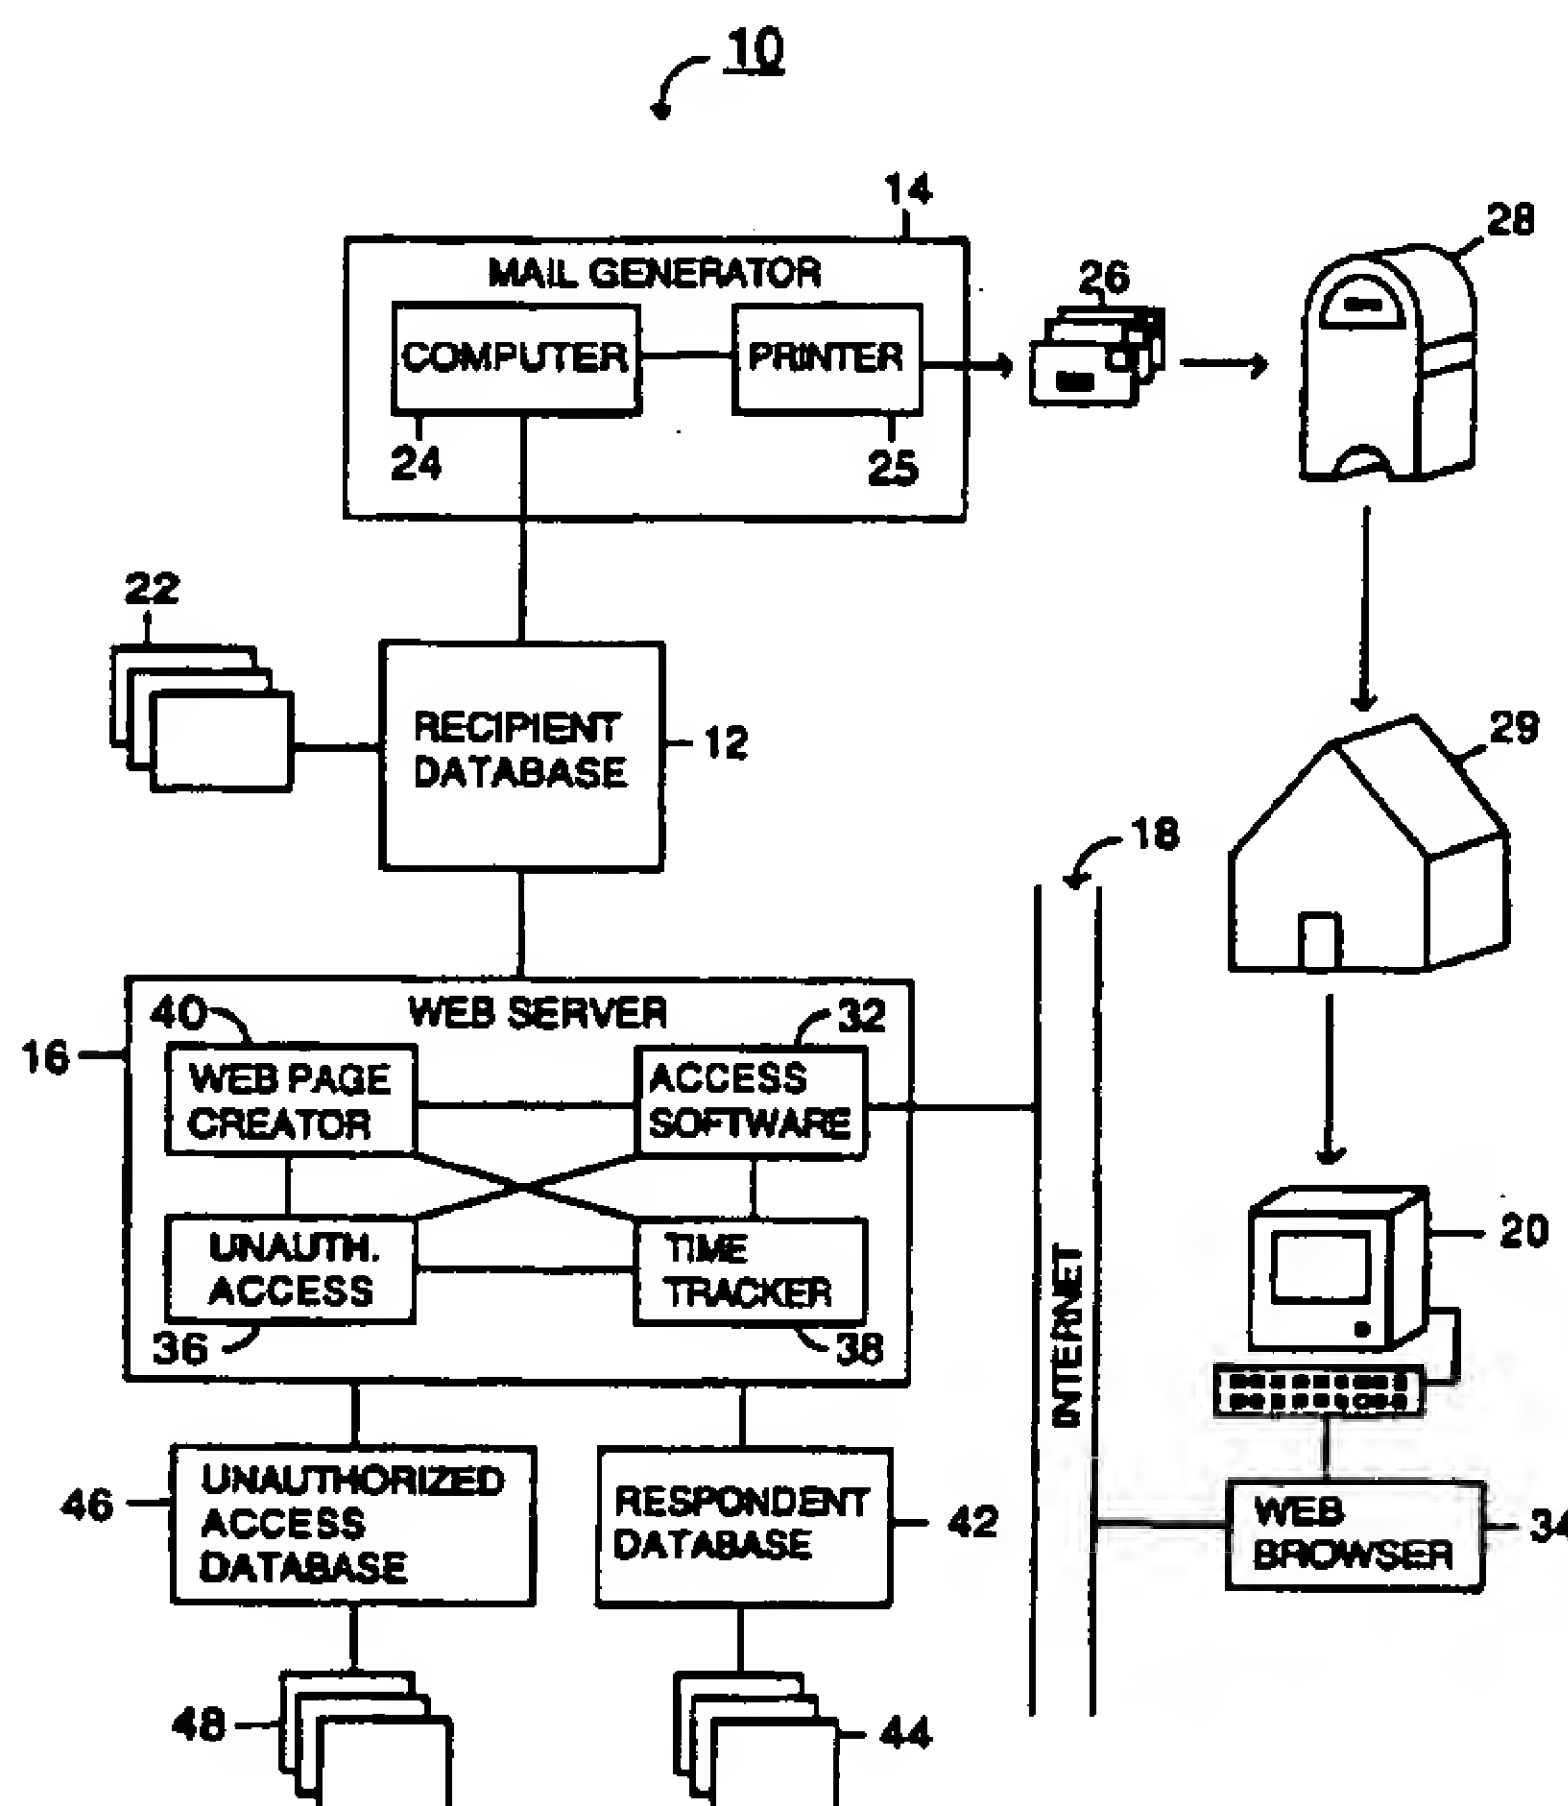 10
14
MAIL GENERATOR
COMPUTER
PRINTER
24
25
26
28
22
RECIPIENT
DATABASE
12
29
18
WEB SERVER
40
32
16
WEB PAGE
CREATOR
ACCESS
SOFTWARE
UNAUTH.
ACCESS
TIME
TRACKER
36
38
INTERNET
20
46
UNAUTHORIZED
ACCESS
DATABASE
RESPONDENT
DATABASE
42
WEB
BROWSER
34
48
44